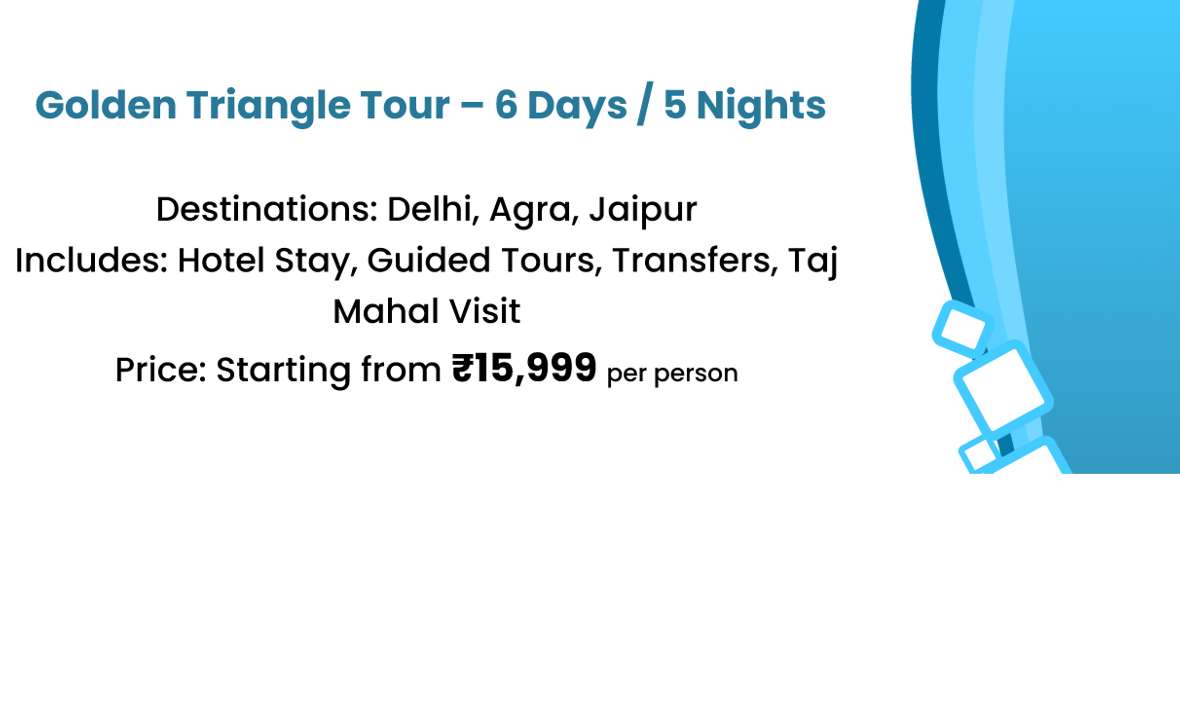 Golden Triangle Tour – 6 Days / 5 Nights
Destinations: Delhi, Agra, Jaipur
Includes: Hotel Stay, Guided Tours, Transfers, Taj
Mahal Visit
Price: Starting from ₹15,999 per person